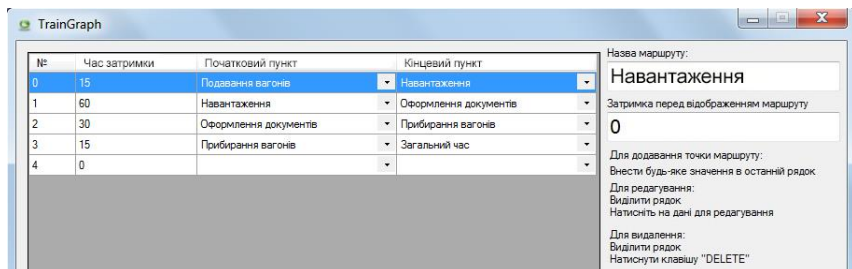 TrainGraph
№ Час затримки Початковий пункт Кінцевий пункт
0 15 Подавання вагонів Навантаження
1 60 Навантаження Оформлення документів
2 30 Оформлення документів Прибирання вагонів
3 15 Прибирання вагонів Загальний час
4 0
Назва маршруту:
Навантаження
Затримка перед відображенням маршруту
0
Для додавання точки маршруту:
Внести будь-яке значення в останній рядок
Для редагування:
Виділити рядок
Натисніть на дані для редагування
Для видалення:
Виділити рядок
Натиснути клавішу "DELETE"